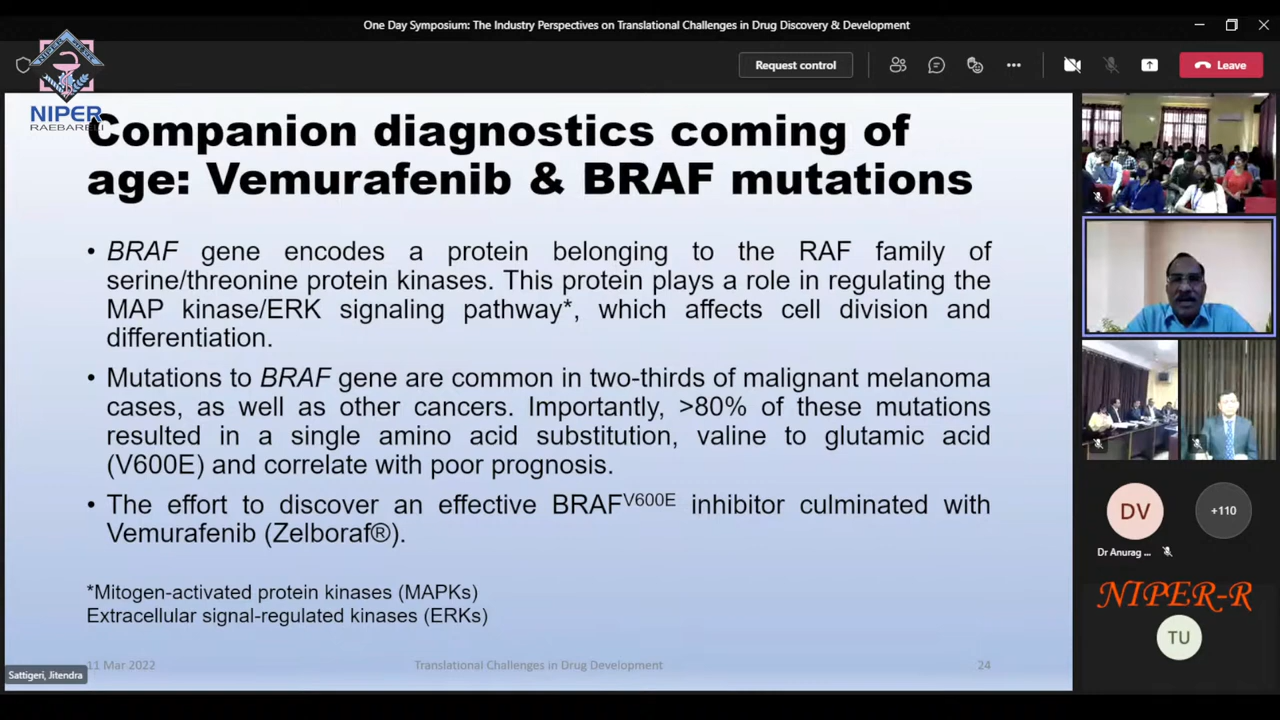 One Day Symposium: The Industry Perspectives on Translational Challenges in Drug Discovery & Development
Request control
Leave
NIPER
RAEBARELI
Companion diagnostics coming of
age: Vemurafenib & BRAF mutations
• BRAF gene encodes a protein belonging to the RAF family of
serine/threonine protein kinases. This protein plays a role in regulating the
MAP kinase/ERK signaling pathway*, which affects cell division and
differentiation.
• Mutations to BRAF gene are common in two-thirds of malignant melanoma
cases, as well as other cancers. Importantly, >80% of these mutations
resulted in a single amino acid substitution, valine to glutamic acid
(V600E) and correlate with poor prognosis.
• The effort to discover an effective BRAFV600E inhibitor culminated with
Vemurafenib (Zelboraf®).
*Mitogen-activated protein kinases (MAPKs)
Extracellular signal-regulated kinases (ERKs)
11 Mar 2022
Translational Challenges in Drug Development
24
Sattigeri, Jitendra
DV
+110
Dr Anurag ...
NIPER-R
TU